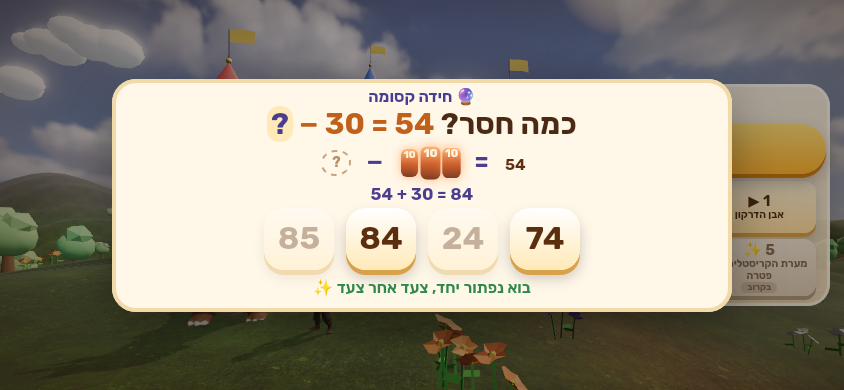 🔮 חידה קסומה
כמה חסר? ? − 30 = 54
? − 10 10 10 = 54
54 + 30 = 84
85 84 24 74
בוא נפתור יחד, צעד אחר צעד ✨
▶ 1
אבן הדרקון
✨ 5
מערת הקריסטלים
פטרה
בקרוב